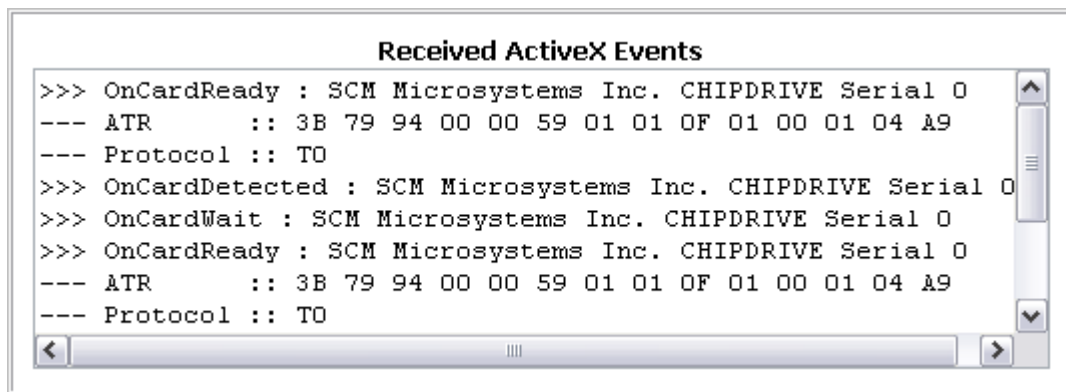 Received ActiveX Events
>>> OnCardReady : SCM Microsystems Inc. CHIPDRIVE Serial 0
--- ATR      :: 3B 79 94 00 00 59 01 01 0F 01 00 01 04 A9
--- Protocol :: T0
>>> OnCardDetected : SCM Microsystems Inc. CHIPDRIVE Serial 0
>>> OnCardWait : SCM Microsystems Inc. CHIPDRIVE Serial 0
>>> OnCardReady : SCM Microsystems Inc. CHIPDRIVE Serial 0
--- ATR      :: 3B 79 94 00 00 59 01 01 0F 01 00 01 04 A9
--- Protocol :: T0